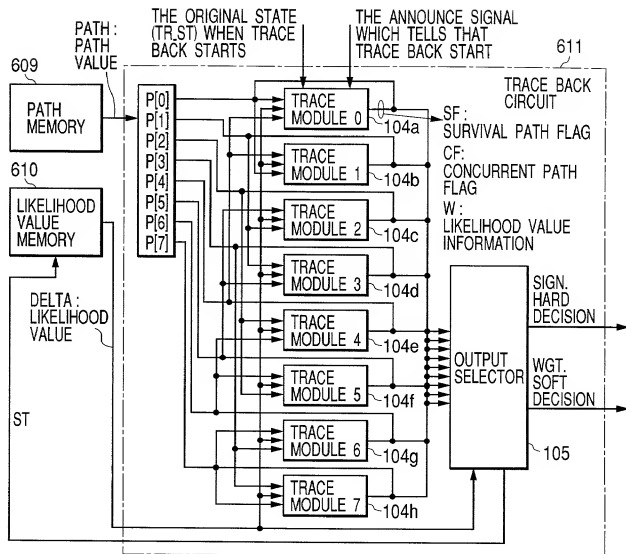 THE ORIGINAL STATE
(TR_ST) WHEN TRACE
BACK STARTS
THE ANNOUNCE SIGNAL
WHICH TELLS THAT
TRACE BACK START
PATH :
PATH
VALUE
611
609
PATH
MEMORY
TRACE BACK
CIRCUIT
P[0]
P[1]
P[2]
P[3]
P[4]
P[5]
P[6]
P[7]
TRACE
MODULE 0
104a
SF :
SURVIVAL PATH FLAG
TRACE
MODULE 1
104b
CF:
CONCURRENT PATH
FLAG
W :
LIKELIHOOD VALUE
INFORMATION
610
LIKELIHOOD
VALUE
MEMORY
TRACE
MODULE 2
104c
TRACE
MODULE 3
104d
DELTA :
LIKELIHOOD
VALUE
TRACE
MODULE 4
104e
SIGN.
HARD
DECISION
OUTPUT
SELECTOR
WGT.
SOFT
DECISION
TRACE
MODULE 5
104f
ST
TRACE
MODULE 6
104g
105
TRACE
MODULE 7
104h